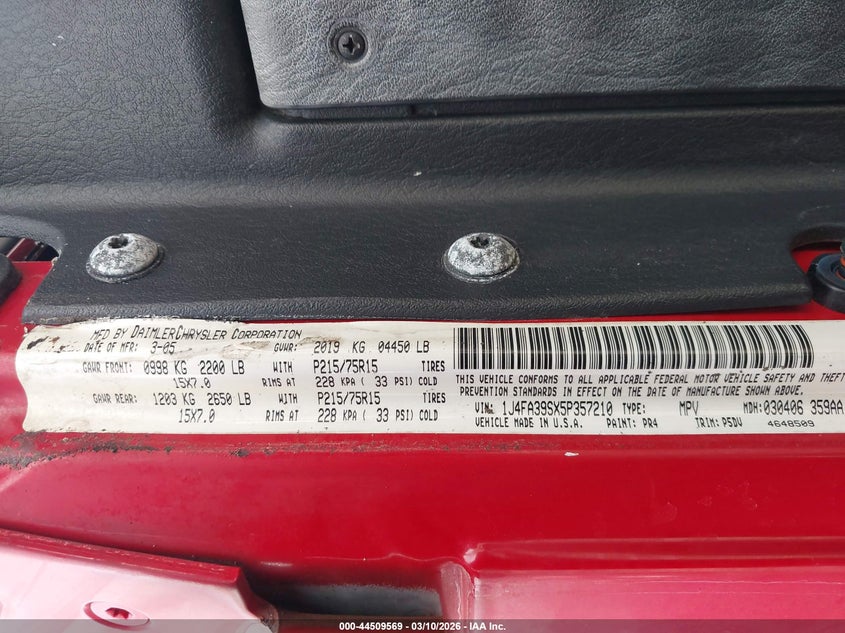 MFD BY DAIMLERCHRYSLER CORPORATION
DATE OF MFR: 3-05 GVWR: 2019 KG 04450 LB
GAWR FRONT: 0998 KG 2200 LB WITH P215/75R15 TIRES
15X7.0 RIMS AT 228 KPA ( 33 PSI) COLD
GAWR REAR: 1203 KG 2650 LB WITH P215/75R15 TIRES
15X7.0 RIMS AT 228 KPA ( 33 PSI) COLD
THIS VEHICLE CONFORMS TO ALL APPLICABLE FEDERAL MOTOR VEHICLE SAFETY AND THEFT
PREVENTION STANDARDS IN EFFECT ON THE DATE OF MANUFACTURE SHOWN ABOVE.
VIN: 1J4FA39SX5P357210 TYPE: MPV MDH: 030406 359AA
VEHICLE MADE IN U.S.A. PAINT: PR4 TRIM: P5DV
4648509
000-44509569 — 03/10/2026 — IAA Inc.